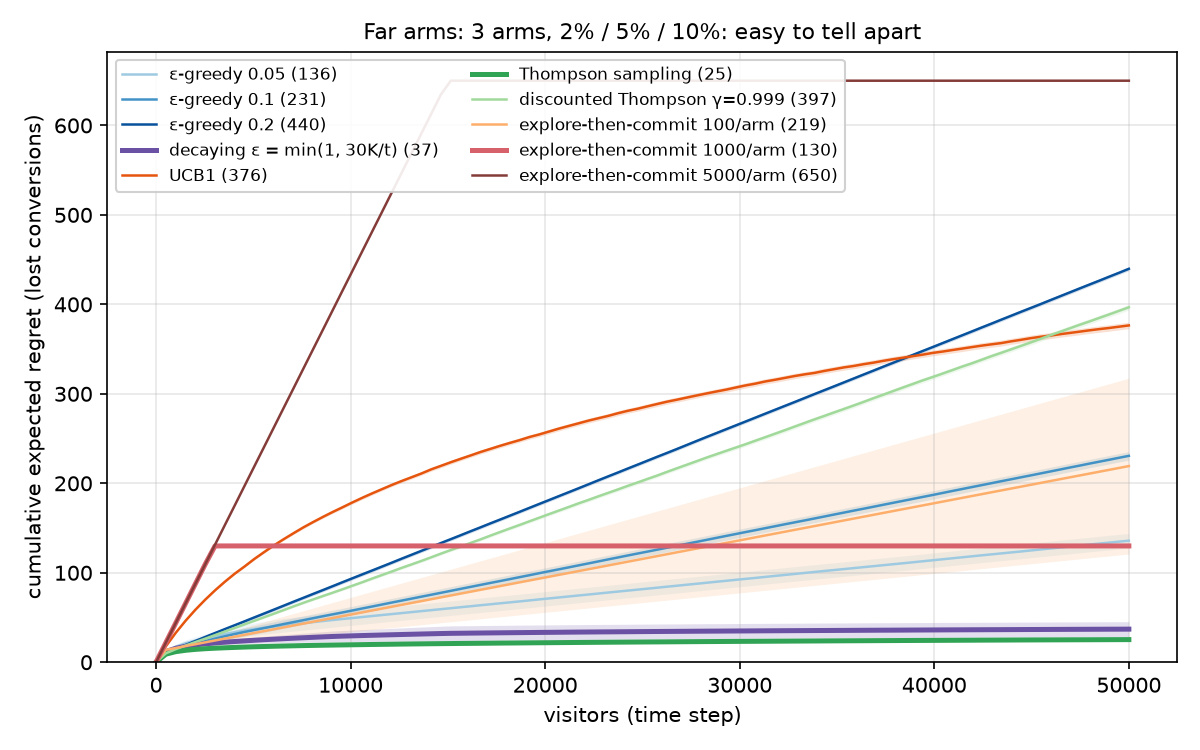 Far arms: 3 arms, 2% / 5% / 10%: easy to tell apart
ε-greedy 0.05 (136)
ε-greedy 0.1 (231)
ε-greedy 0.2 (440)
decaying ε = min(1, 30K/t) (37)
UCB1 (376)
Thompson sampling (25)
discounted Thompson γ=0.999 (397)
explore-then-commit 100/arm (219)
explore-then-commit 1000/arm (130)
explore-then-commit 5000/arm (650)
cumulative expected regret (lost conversions)
600
500
400
300
200
100
0
0 10000 20000 30000 40000 50000
visitors (time step)